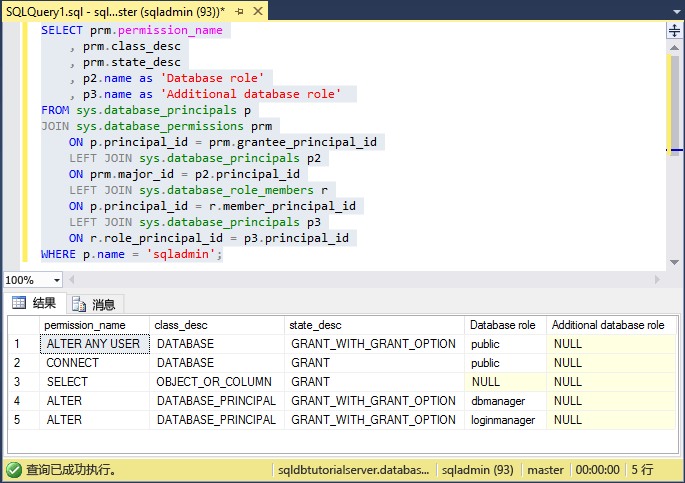 SQLQuery1.sql - sql...ster (sqladmin (93))*
SELECT prm.permission_name
, prm.class_desc
, prm.state_desc
, p2.name as 'Database role'
, p3.name as 'Additional database role'
FROM sys.database_principals p
JOIN sys.database_permissions prm
ON p.principal_id = prm.grantee_principal_id
LEFT JOIN sys.database_principals p2
ON prm.major_id = p2.principal_id
LEFT JOIN sys.database_role_members r
ON p.principal_id = r.member_principal_id
LEFT JOIN sys.database_principals p3
ON r.role_principal_id = p3.principal_id
WHERE p.name = 'sqladmin';
100%
结果 消息
permission_name class_desc state_desc Database role Additional database role
1 ALTER ANY USER DATABASE GRANT_WITH_GRANT_OPTION public NULL
2 CONNECT DATABASE GRANT public NULL
3 SELECT OBJECT_OR_COLUMN GRANT NULL NULL
4 ALTER DATABASE_PRINCIPAL GRANT_WITH_GRANT_OPTION dbmanager NULL
5 ALTER DATABASE_PRINCIPAL GRANT_WITH_GRANT_OPTION loginmanager NULL
查询已成功执行。 sqldbtutorialserver.databas... sqladmin (93) master 00:00:00 5 行